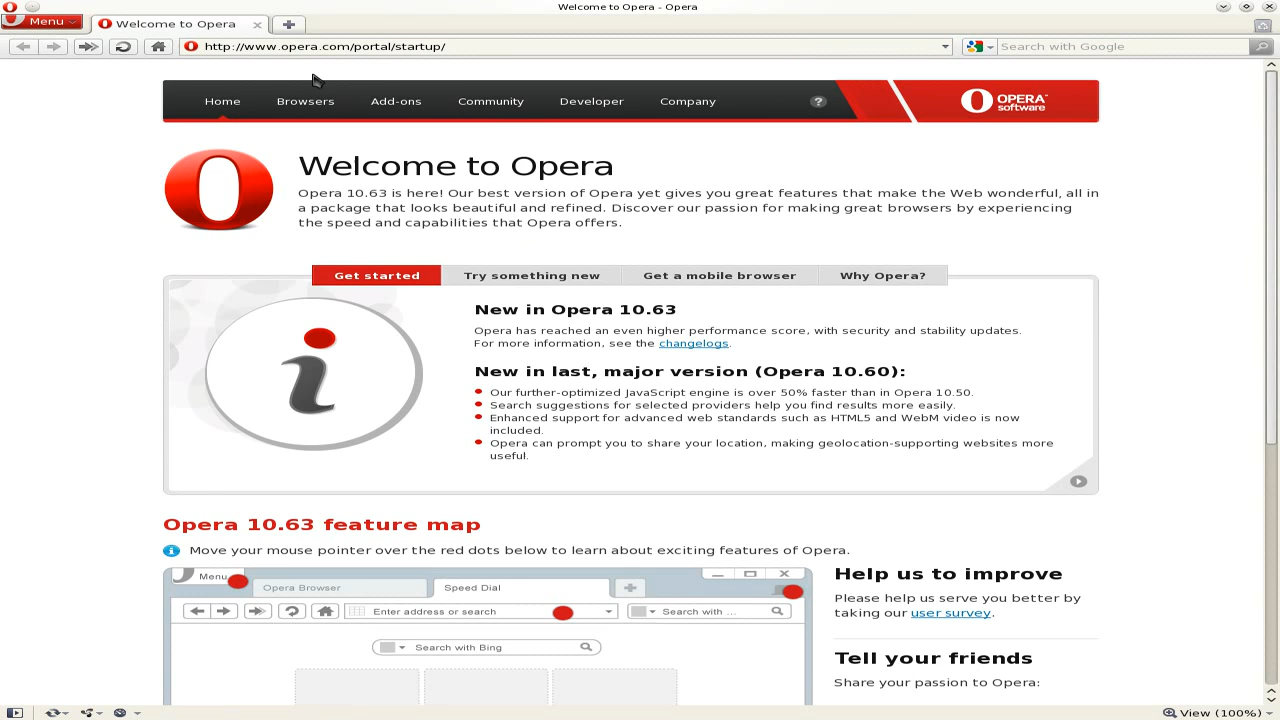 Welcome to Opera - Opera
Menu
Welcome to Opera
http://www.opera.com/portal/startup/
Search with Google
Home Browsers Add-ons Community Developer Company ?
OPERA software
Welcome to Opera
Opera 10.63 is here! Our best version of Opera yet gives you great features that make the Web wonderful, all in
a package that looks beautiful and refined. Discover our passion for making great browsers by experiencing
the speed and capabilities that Opera offers.
Get started Try something new Get a mobile browser Why Opera?
New in Opera 10.63
Opera has reached an even higher performance score, with security and stability updates.
For more information, see the changelogs.
New in last, major version (Opera 10.60):
Our further-optimized JavaScript engine is over 50% faster than in Opera 10.50.
Search suggestions for selected providers help you find results more easily.
Enhanced support for advanced web standards such as HTML5 and WebM video is now
included.
Opera can prompt you to share your location, making geolocation-supporting websites more
useful.
Opera 10.63 feature map
Move your mouse pointer over the red dots below to learn about exciting features of Opera.
Menu
Opera Browser
Speed Dial
Enter address or search
Search with ...
Search with Bing
Help us to improve
Please help us serve you better by
taking our user survey.
Tell your friends
Share your passion to Opera:
View (100%)